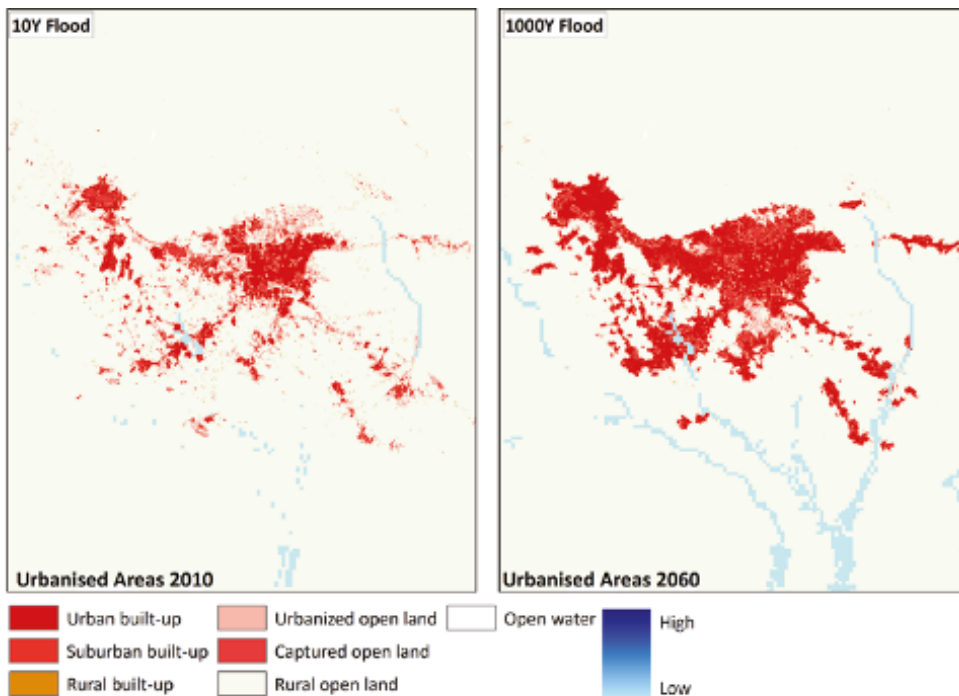 10Y Flood
1000Y Flood
Urbanised Areas 2010
Urbanised Areas 2060
Urban built-up
Urbanized open land
Open water
High
Suburban built-up
Captured open land
Rural built-up
Rural open land
Low